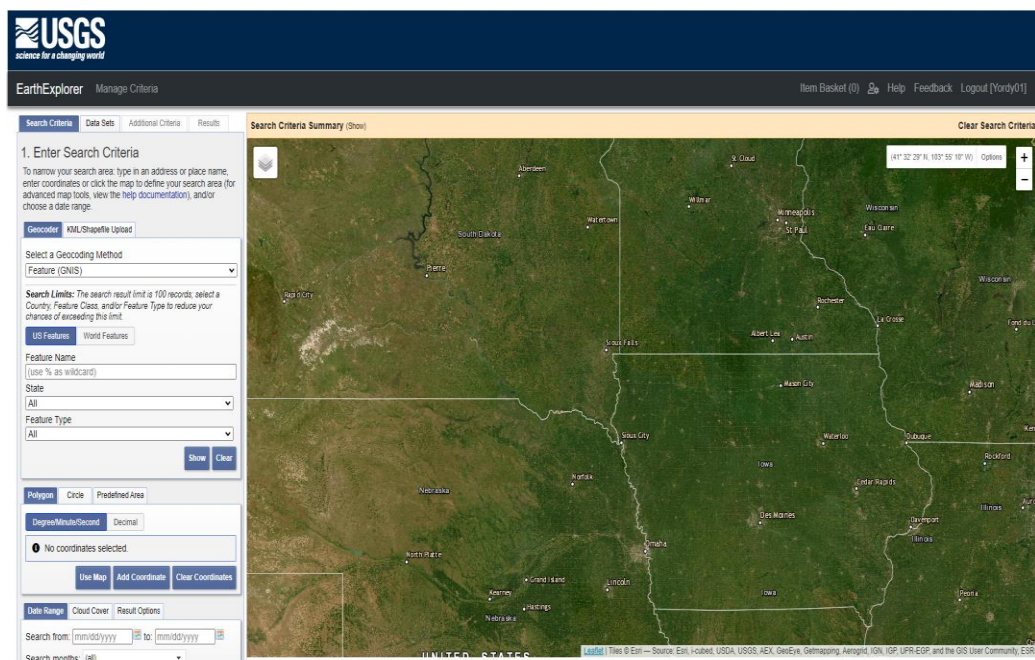 USGS
science for a changing world
EarthExplorer Manage Criteria
Item Basket (0) Help Feedback Logout [Yordy01]
Search Criteria Data Sets Additional Criteria Results
1. Enter Search Criteria
To narrow your search area: type in an address or place name,
enter coordinates or click the map to define your search area (for
advanced map tools, view the help documentation), and/or
choose a date range.
Geocoder KML/Shapefile Upload
Select a Geocoding Method
Feature (GNIS)
Search Limits: The search result limit is 100 records; select a
Country, Feature Class, and/or Feature Type to reduce your
chances of exceeding this limit.
US Features World Features
Feature Name
(use % as wildcard)
State
All
Feature Type
All
Show Clear
Polygon Circle Predefined Area
Degree/Minute/Second Decimal
No coordinates selected.
Use Map Add Coordinate Clear Coordinates
Date Range Cloud Cover Result Options
Search from: mm/dd/yyyy to: mm/dd/yyyy
Search months: (all)
Search Criteria Summary (Show) Clear Search Criteria
(41° 32' 29" N, 103° 55' 10" W) Options
+
−
Aberdeen
St. Cloud
Willmar
Watertown
Minneapolis
St. Paul
Wisconsin
Eau Claire
South Dakota
Pierre
Wisconsin
Rapid City
Rochester
La Crosse
Fond du L
Albert Lea
Austin
Sioux Falls
Mason City
Madison
Ken
Sioux City
Waterloo
Dubuque
Rockford
Iowa
Norfolk
Cedar Rapids
Nebraska
Illinois
Auro
Des Moines
Davenport
Illinois
Omaha
North Platte
Grand Island
Lincoln
Kearney
Iowa
Peoria
Hastings
Nebraska
UNITED STATES
Leaflet | Tiles © Esri — Source: Esri, i-cubed, USDA, USGS, AEX, GeoEye, Getmapping, Aerogrid, IGN, IGP, UPR-EGP, and the GIS User Community, ESRI